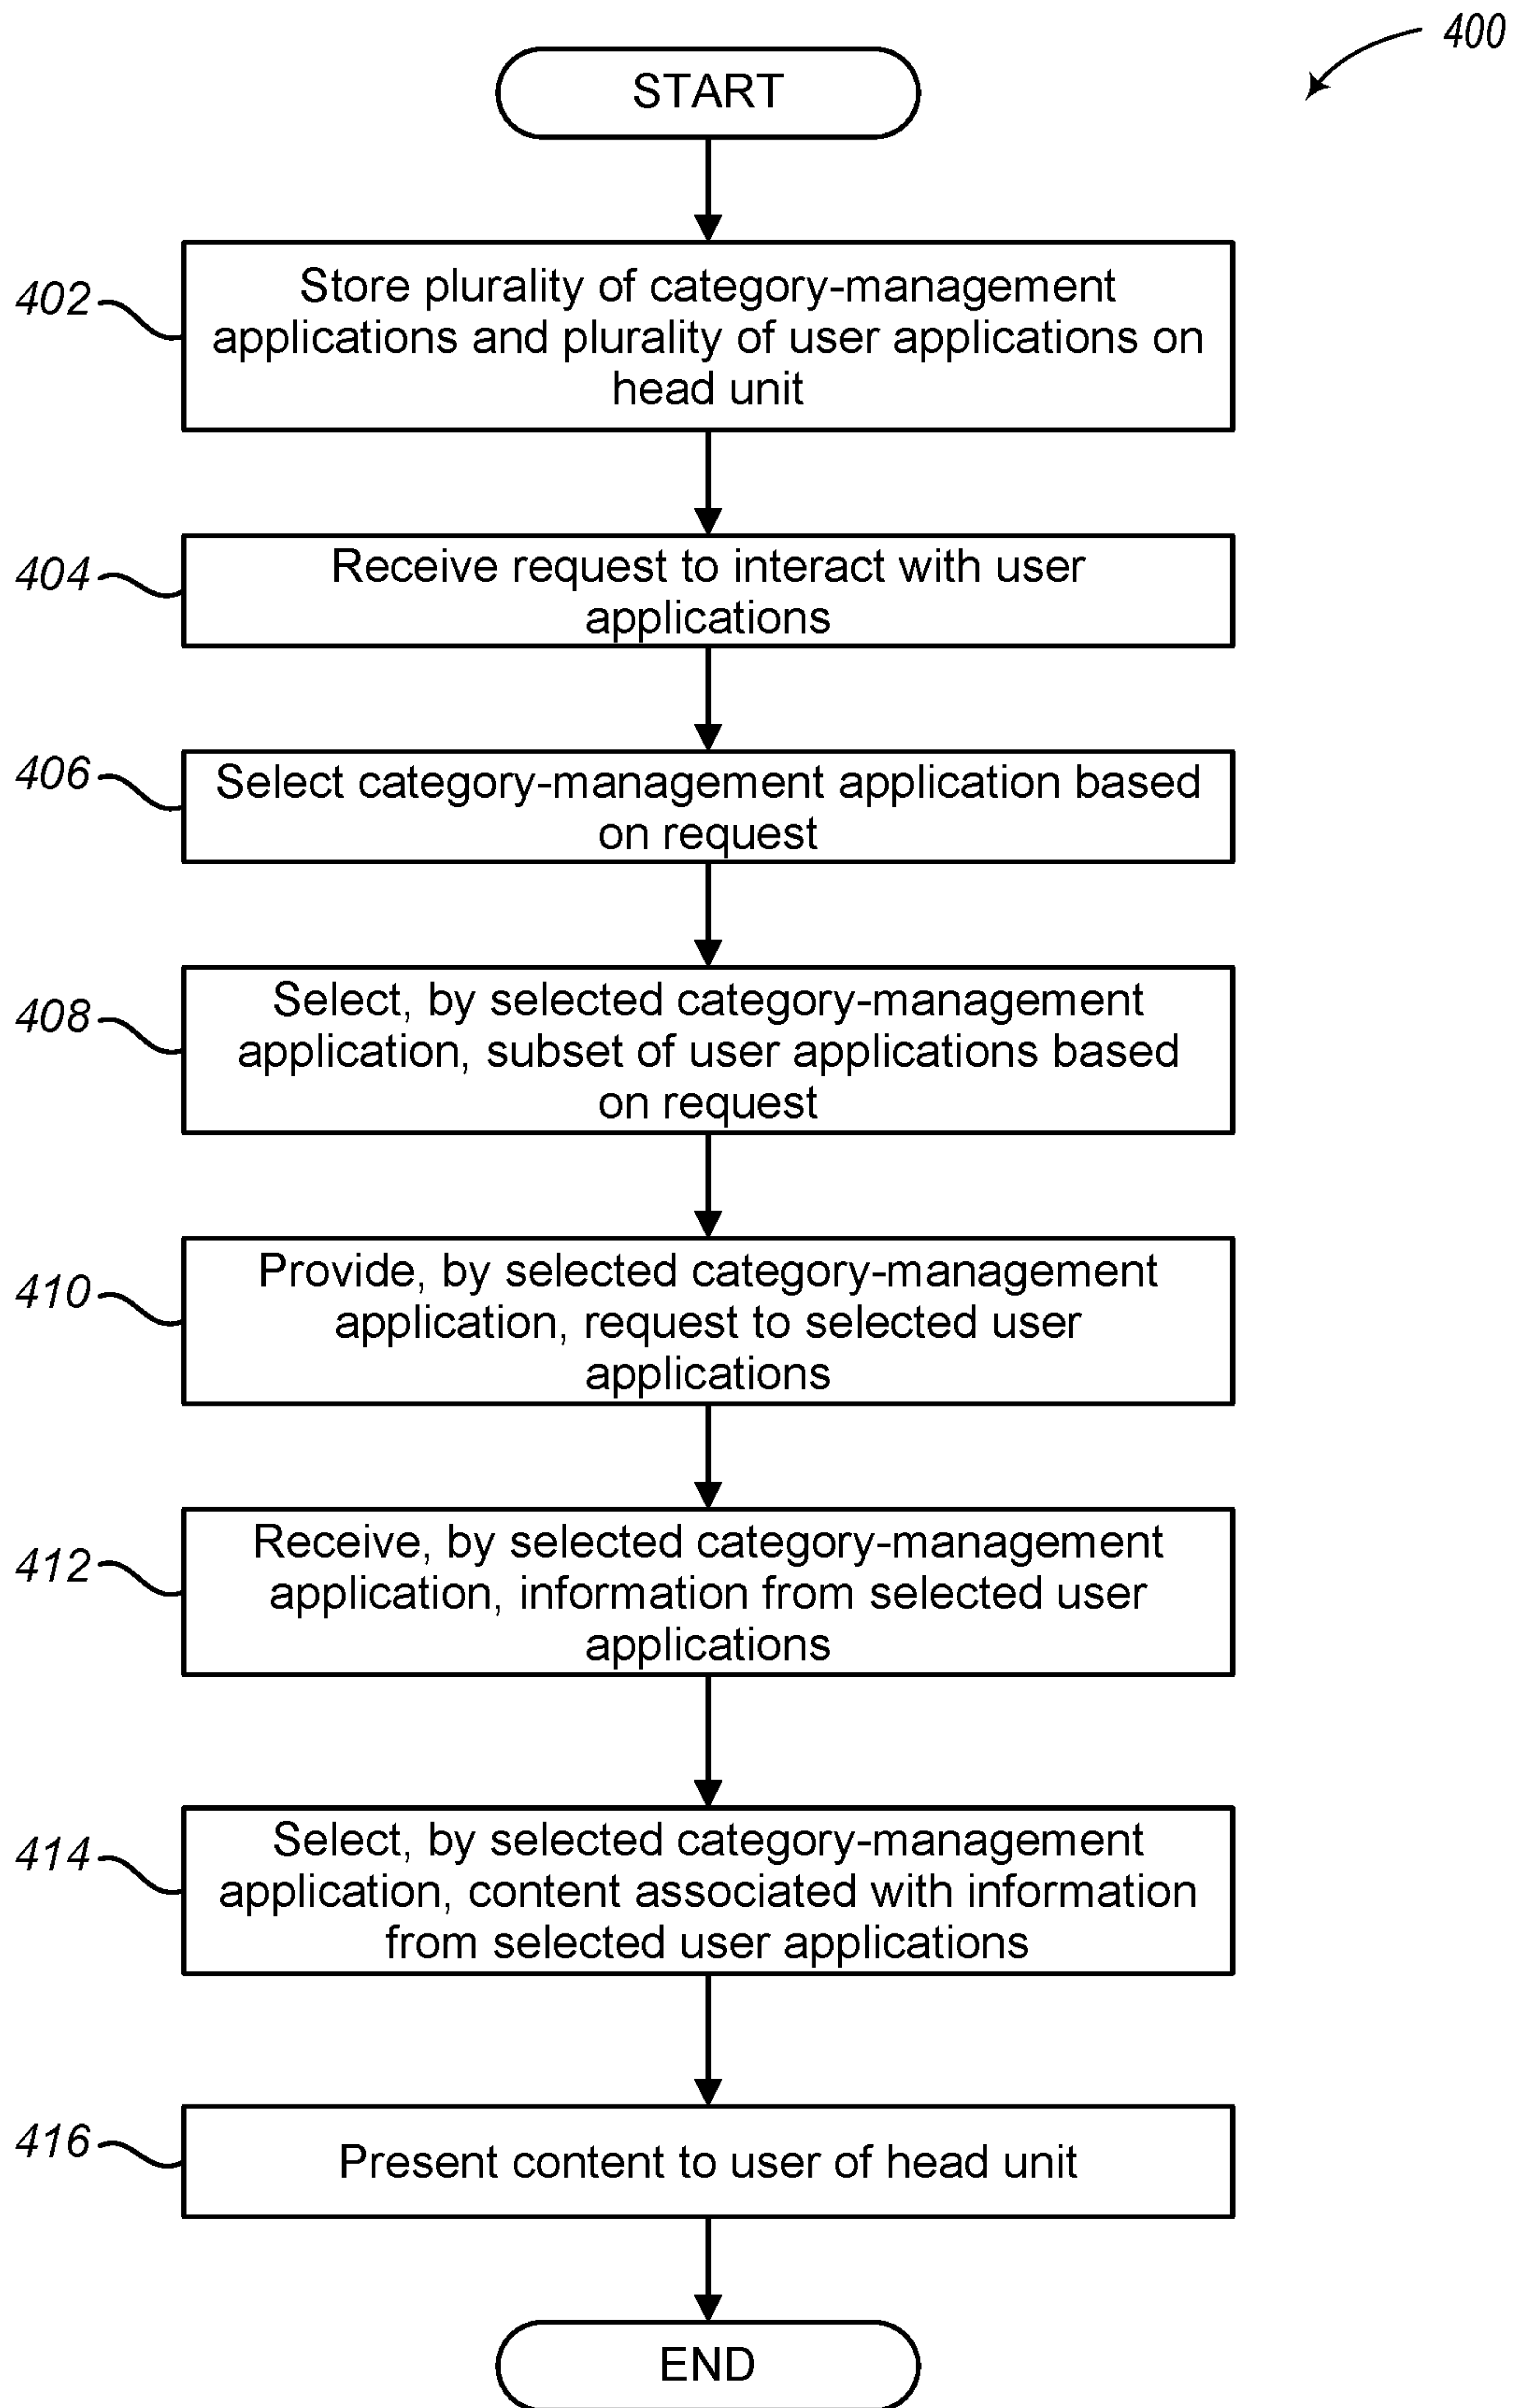 400
START
402
Store plurality of category-management
applications and plurality of user applications on
head unit
404
Receive request to interact with user
applications
406
Select category-management application based
on request
408
Select, by selected category-management
application, subset of user applications based
on request
410
Provide, by selected category-management
application, request to selected user
applications
412
Receive, by selected category-management
application, information from selected user
applications
414
Select, by selected category-management
application, content associated with information
from selected user applications
416
Present content to user of head unit
END